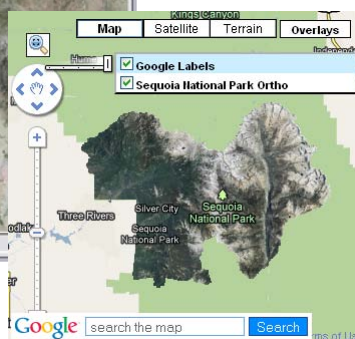 Kings Canyon
Map Satellite Terrain Overlays
Google Labels
Sequoia National Park Ortho
Three Rivers
Silver City
Sequoia
National Park
Sequoia
National Park
Google search the map Search